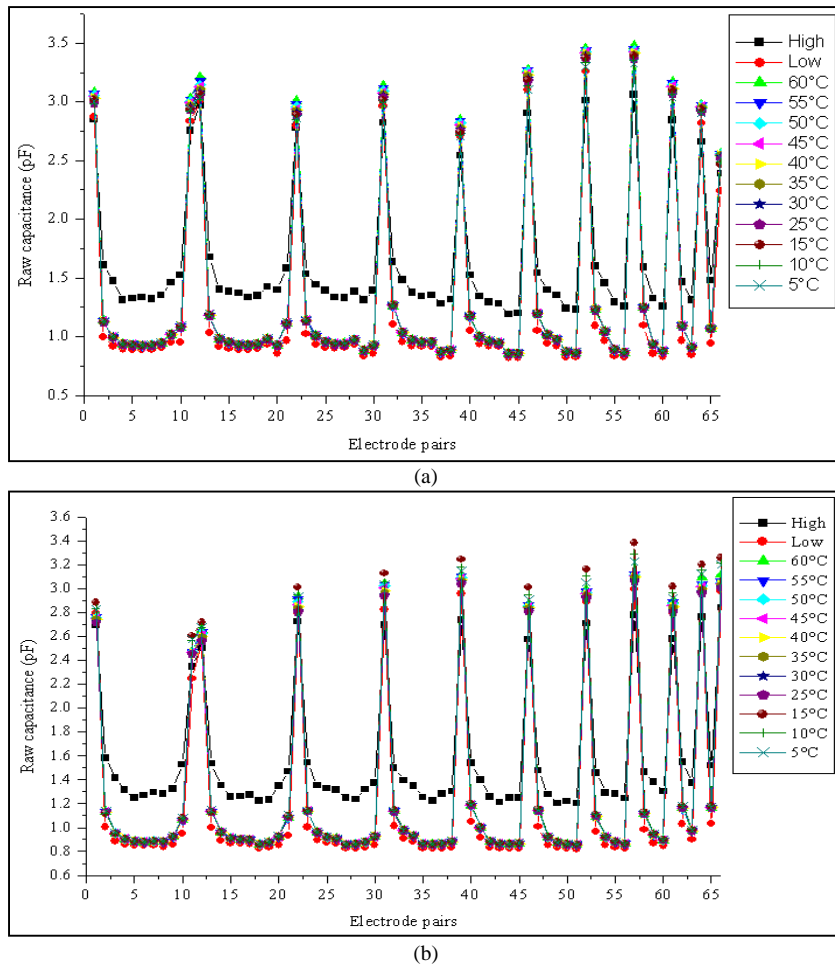 3.5
3.0
2.5
2.0
1.5
1.0
0.5
Raw capacitance (pF)
0 5 10 15 20 25 30 35 40 45 50 55 60 65
Electrode pairs
High
Low
60°C
55°C
50°C
45°C
40°C
35°C
30°C
25°C
15°C
10°C
5°C
(a)
3.6
3.4
3.2
3.0
2.8
2.6
2.4
2.2
2.0
1.8
1.6
1.4
1.2
1.0
0.8
0.6
Raw capacitance (pF)
0 5 10 15 20 25 30 35 40 45 50 55 60 65
Electrode pairs
High
Low
60°C
55°C
50°C
45°C
40°C
35°C
30°C
25°C
15°C
10°C
5°C
(b)